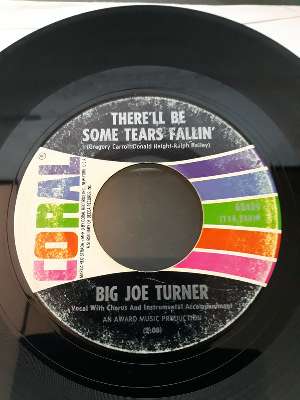 THERE'LL BE
SOME TEARS FALLIN'
(Gregory Carroll-Donald Height-Ralph Bailey)
CORAL
BIG JOE TURNER
Vocal With Chorus And Instrumental Accompaniment
AN AWARD MUSIC PRODUCTION
(2:08)